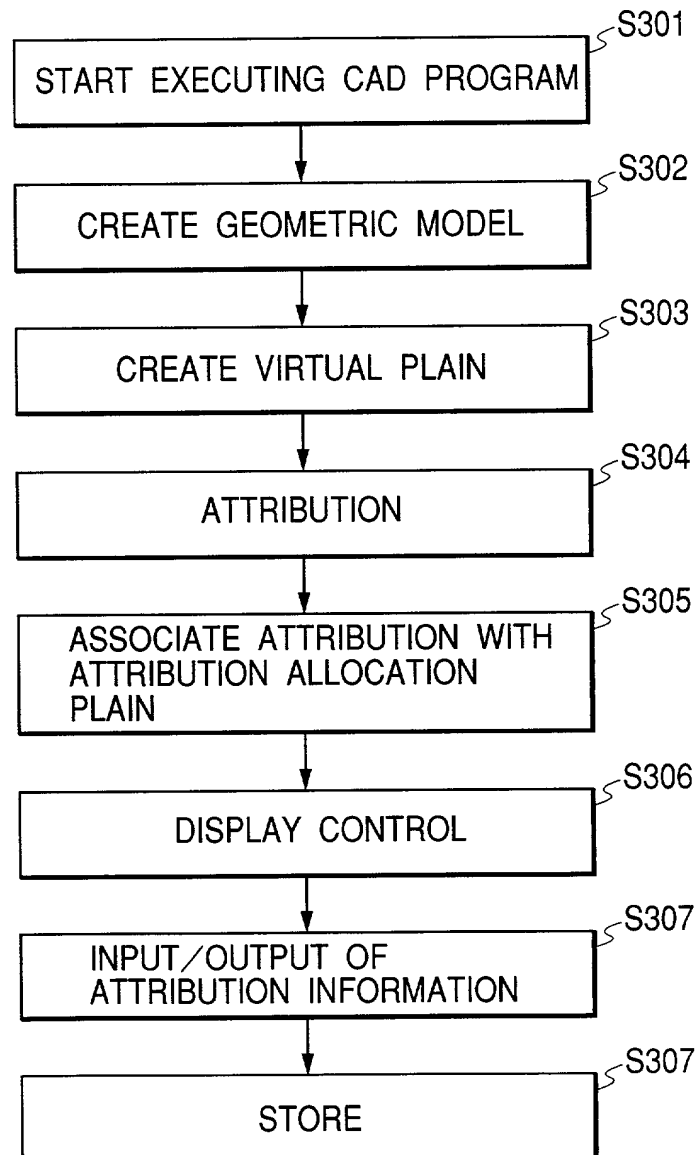 S301
START EXECUTING CAD PROGRAM
S302
CREATE GEOMETRIC MODEL
S303
CREATE VIRTUAL PLAIN
S304
ATTRIBUTION
S305
ASSOCIATE ATTRIBUTION WITH
ATTRIBUTION ALLOCATION
PLAIN
S306
DISPLAY CONTROL
S307
INPUT/OUTPUT OF
ATTRIBUTION INFORMATION
S307
STORE